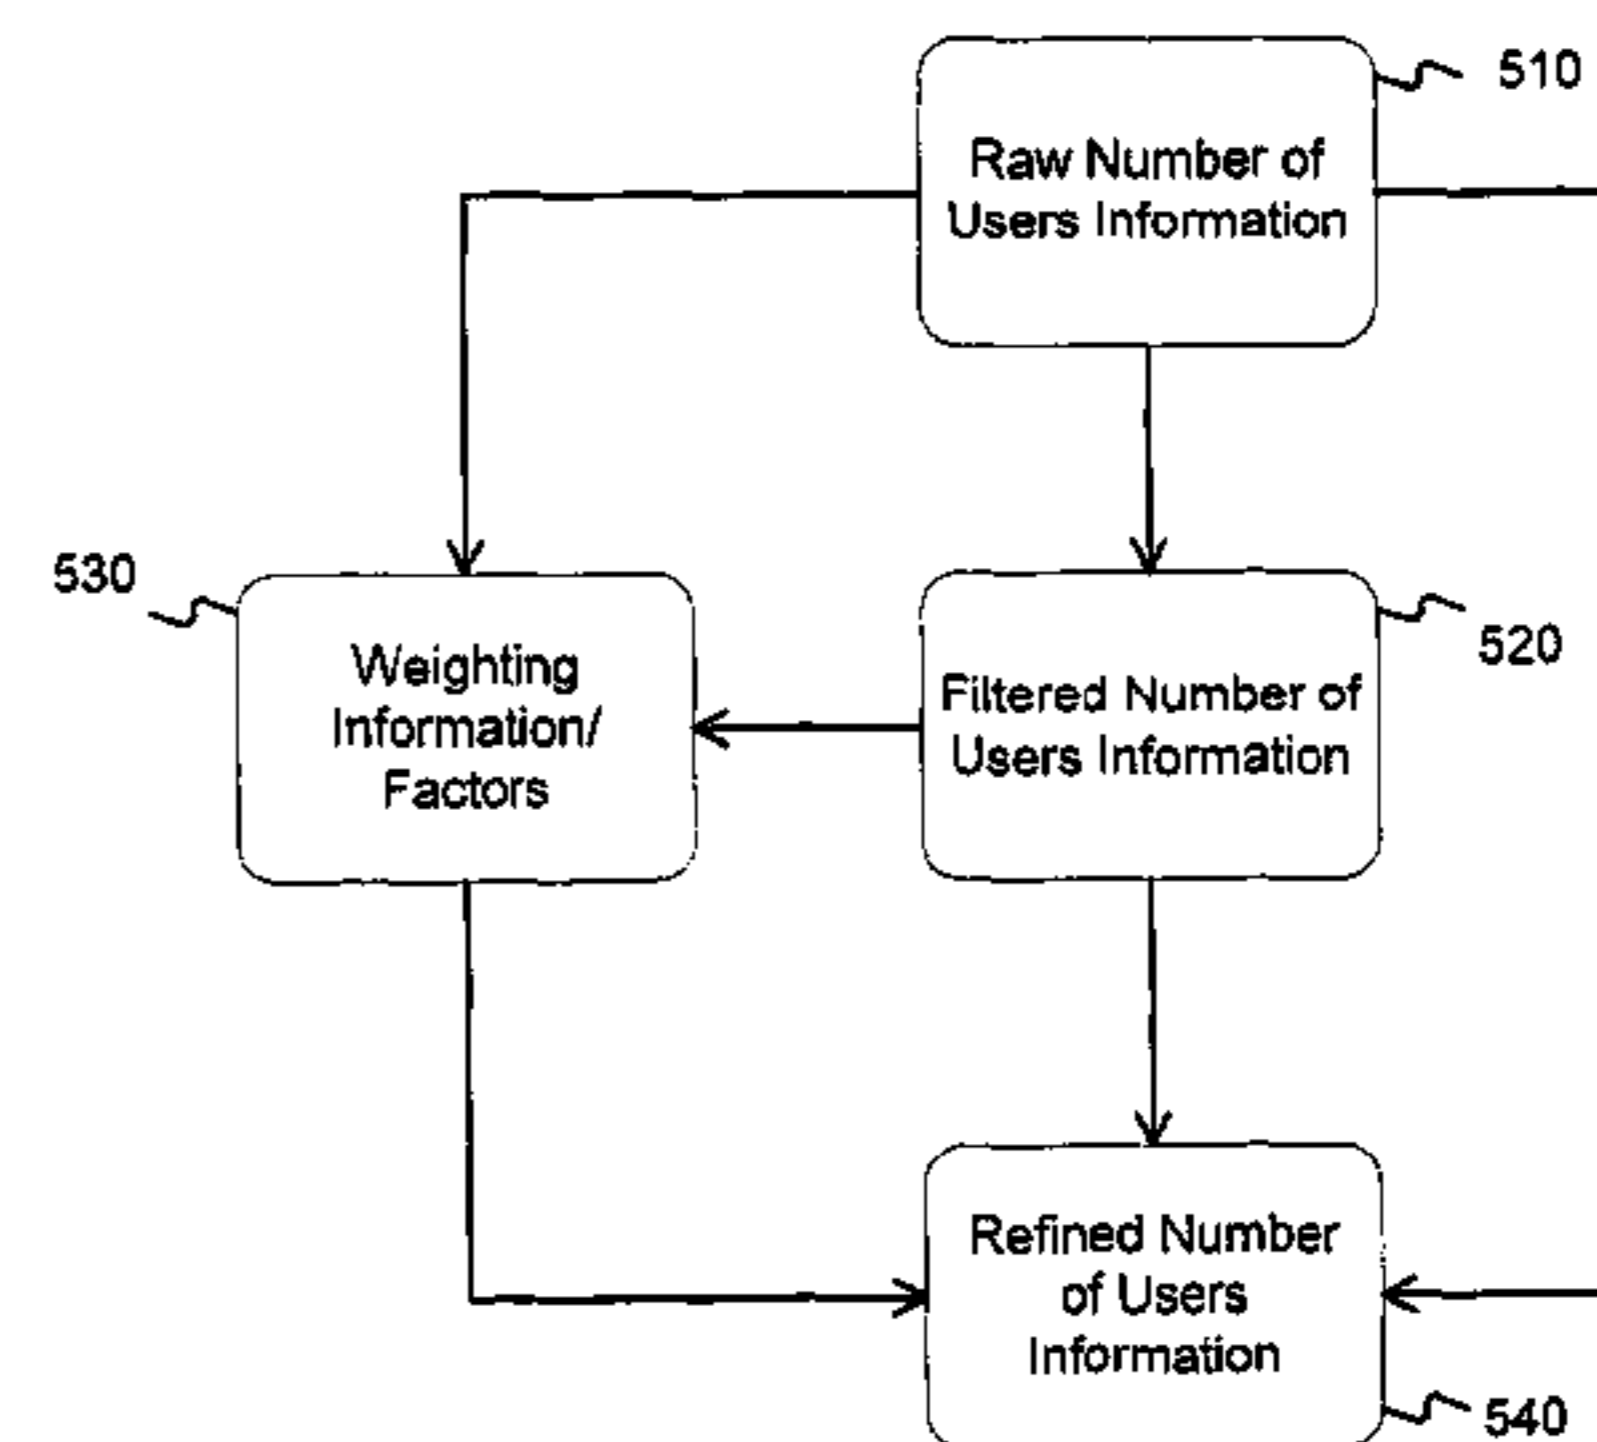 510
Raw Number of
Users Information
530
Weighting
Information/
Factors
520
Filtered Number of
Users Information
Refined Number
of Users
Information
540